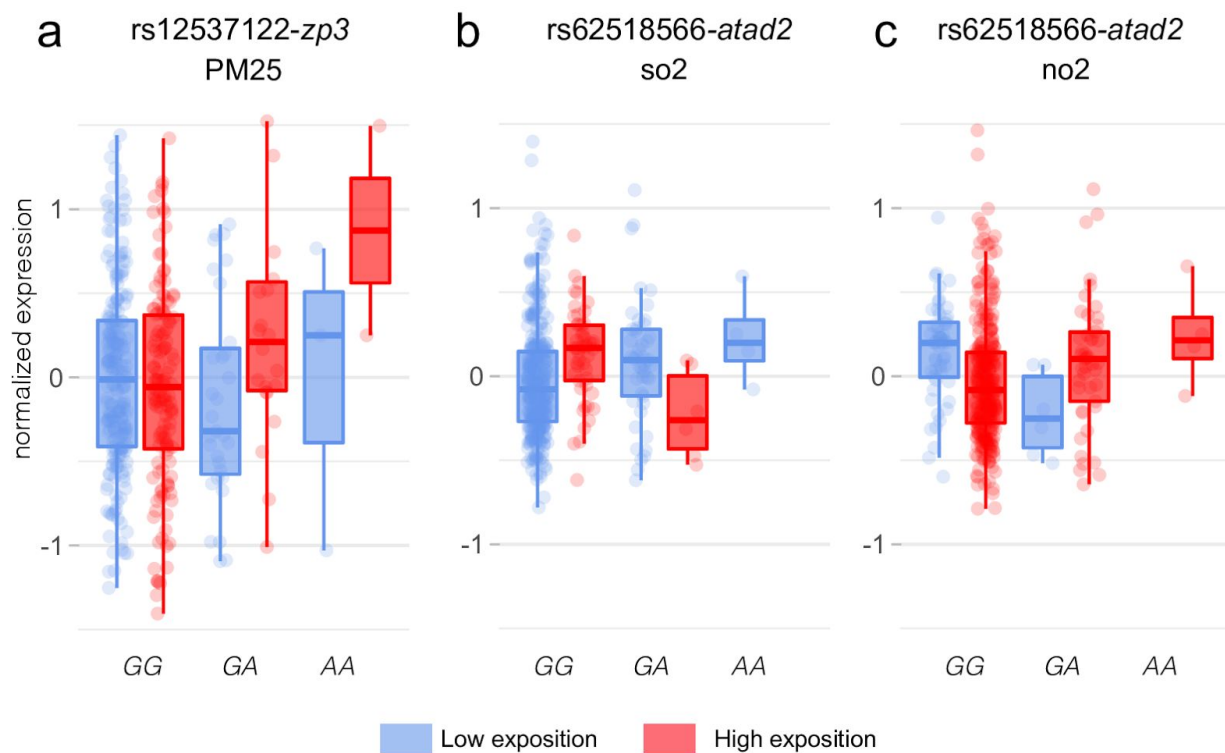 a rs12537122-zp3
PM25
b rs62518566-atad2
so2
c rs62518566-atad2
no2
normalized expression
1
0
-1
GG GA AA
1
0
-1
GG GA AA
1
0
-1
GG GA AA
Low exposition High exposition